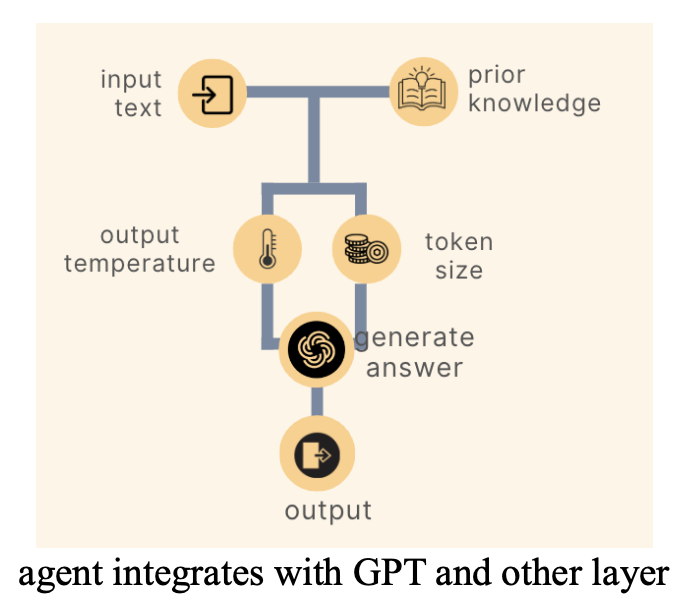 input
text
prior
knowledge
output
temperature
token
size
generate
answer
output
agent integrates with GPT and other layer